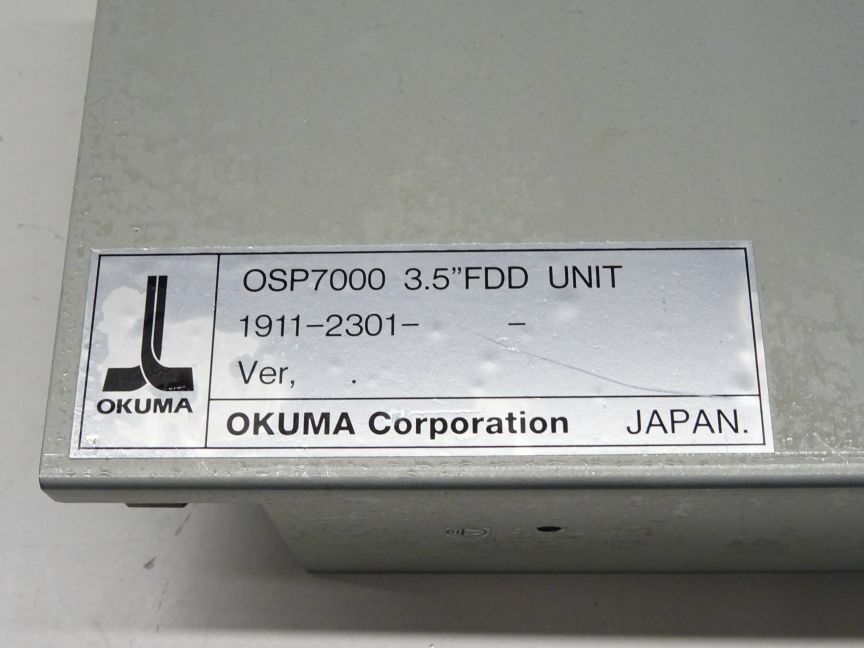 OSP7000 3.5”FDD UNIT
1911-2301-     -
Ver,     .
OKUMA
OKUMA Corporation JAPAN.